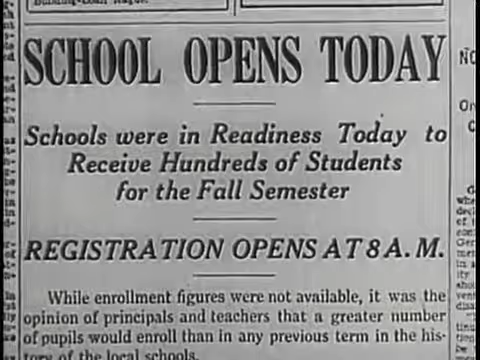 SCHOOL OPENS TODAY
Schools were in Readiness Today to
Receive Hundreds of Students
for the Fall Semester
REGISTRATION OPENS AT 8 A. M.
While enrollment figures were not available, it was the
opinion of principals and teachers that a greater number
of pupils would enroll than in any previous term in the his-
tory of the local schools.